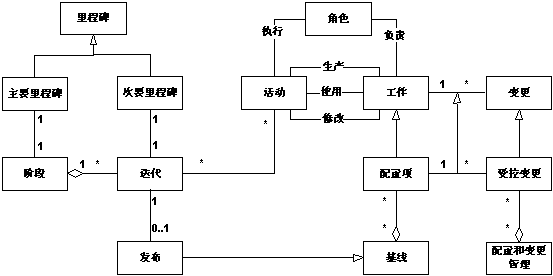 里程碑
角色
执行
负责
主要里程碑
次要里程碑
活动
生产
使用
修改
工作
1
*
变更
1
1
1
1
*
阶段
1
*
迭代
*
配置项
1
*
受控变更
1
0..1
*
*
*
*
发布
基线
配置和变更
管理